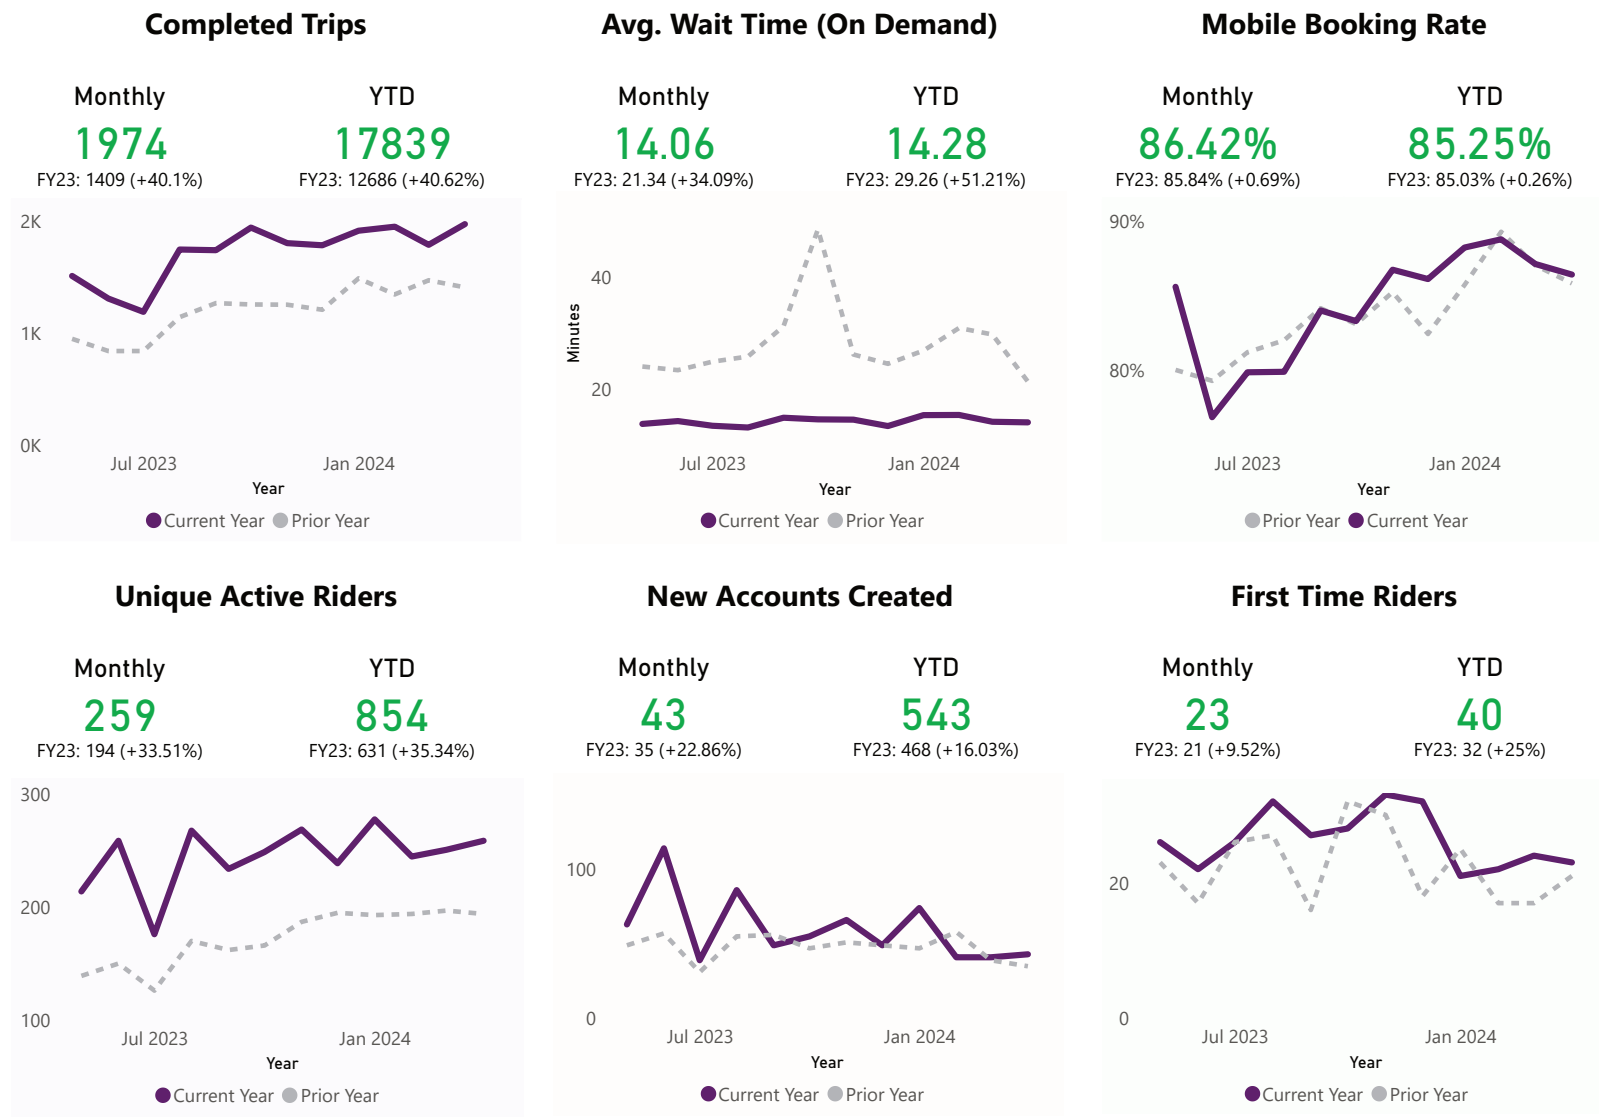 Completed Trips
Monthly
YTD
1974
17839
FY23: 1409 (+40.1%)
FY23: 12686 (+40.62%)
2K
1K
0K
Jul 2023
Jan 2024
Year
Current Year
Prior Year
Avg. Wait Time (On Demand)
Monthly
YTD
14.06
14.28
FY23: 21.34 (+34.09%)
FY23: 29.26 (+51.21%)
Minutes
40
20
Jul 2023
Jan 2024
Year
Current Year
Prior Year
Mobile Booking Rate
Monthly
YTD
86.42%
85.25%
FY23: 85.84% (+0.69%)
FY23: 85.03% (+0.26%)
90%
80%
Jul 2023
Jan 2024
Year
Prior Year
Current Year
Unique Active Riders
Monthly
YTD
259
854
FY23: 194 (+33.51%)
FY23: 631 (+35.34%)
300
200
100
Jul 2023
Jan 2024
Year
Current Year
Prior Year
New Accounts Created
Monthly
YTD
43
543
FY23: 35 (+22.86%)
FY23: 468 (+16.03%)
100
0
Jul 2023
Jan 2024
Year
Current Year
Prior Year
First Time Riders
Monthly
YTD
23
40
FY23: 21 (+9.52%)
FY23: 32 (+25%)
20
0
Jul 2023
Jan 2024
Year
Current Year
Prior Year